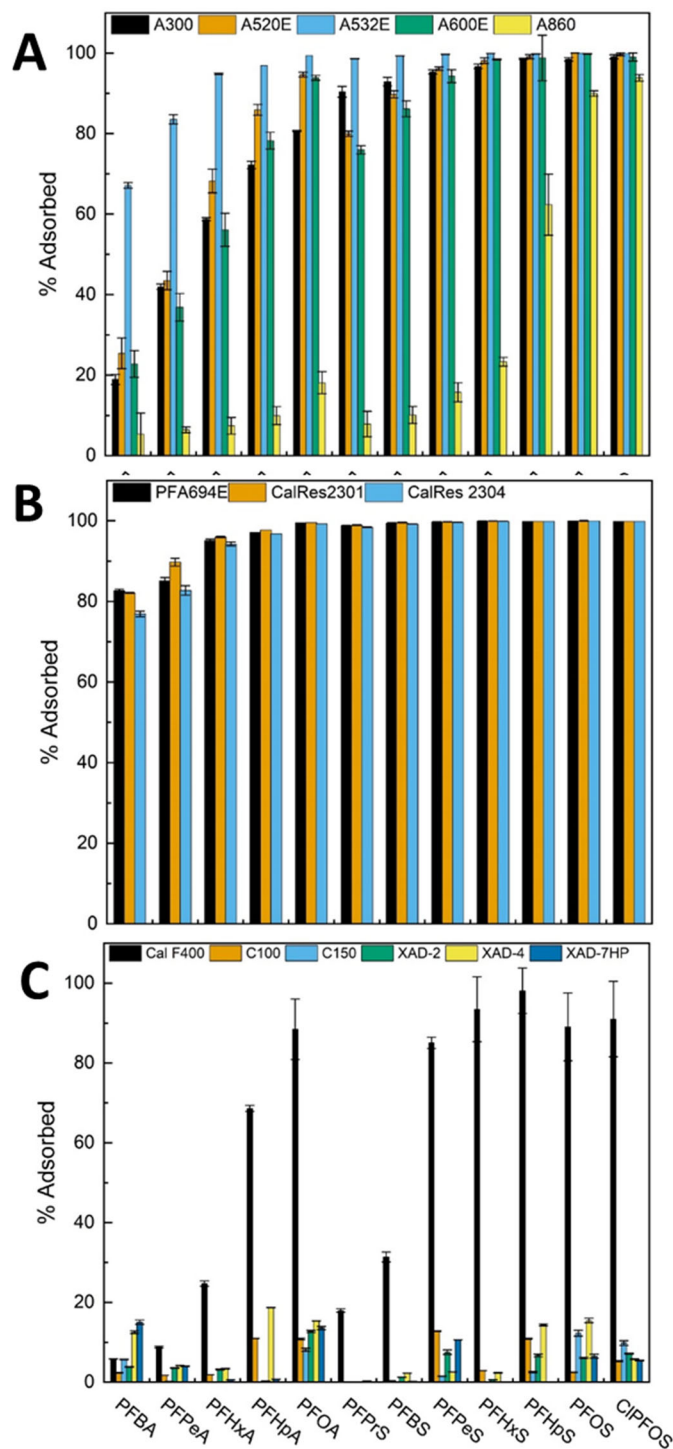 A
A300 A520E A532E A600E A860
100
80
60
40
20
0
% Adsorbed
B
PFA694E CalRes2301 CalRes 2304
100
80
60
40
20
0
% Adsorbed
C
Cal F400 C100 C150 XAD-2 XAD-4 XAD-7HP
100
80
60
40
20
0
% Adsorbed
PFBA PFPeA PFHxA PFHpA PFOA PFPrS PFBS PFPeS PFHxS PFHpS PFOS ClPFOS